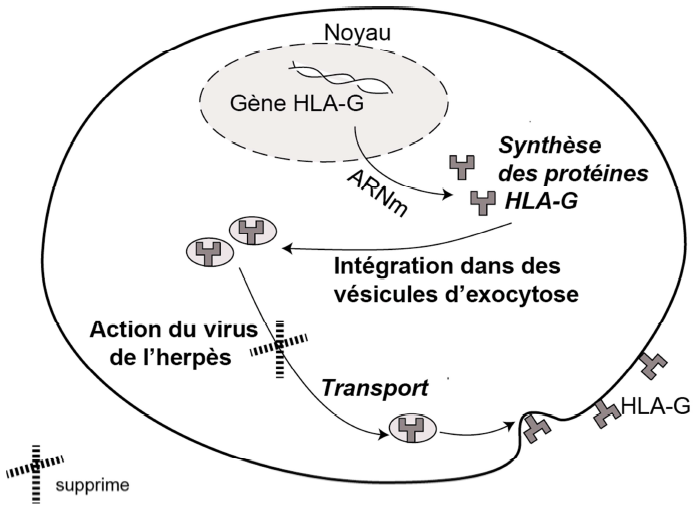 Noyau
Gène HLA-G
ARNm
Synthèse
des protéines
HLA-G
Intégration dans des
vésicules d’exocytose
Action du virus
de l’herpès
Transport
HLA-G
supprime